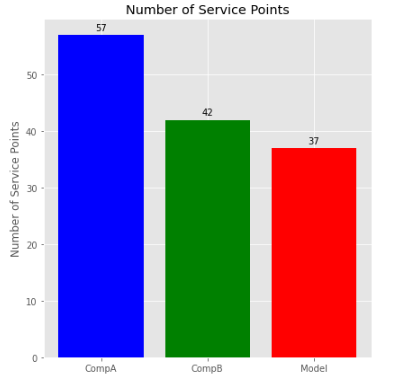 Number of Service Points
57
42
37
Number of Service Points
50
40
30
20
10
0
CompA
CompB
Model